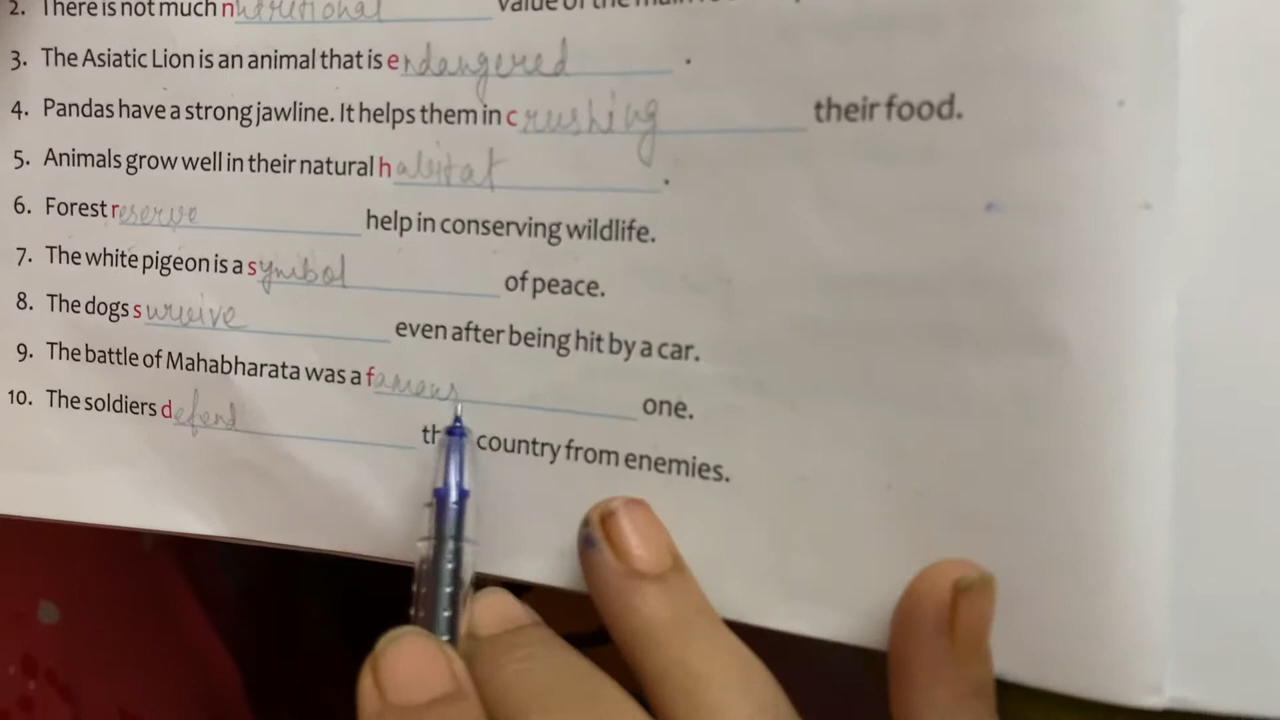 2. There is not much nutritional value of the
3. The Asiatic Lion is an animal that is endangered .
4. Pandas have a strong jawline. It helps them in crushing their food.
5. Animals grow well in their natural habitat .
6. Forest reserve help in conserving wildlife.
7. The white pigeon is a symbol of peace.
8. The dogs survive even after being hit by a car.
9. The battle of Mahabharata was a famous one.
10. The soldiers defend the country from enemies.